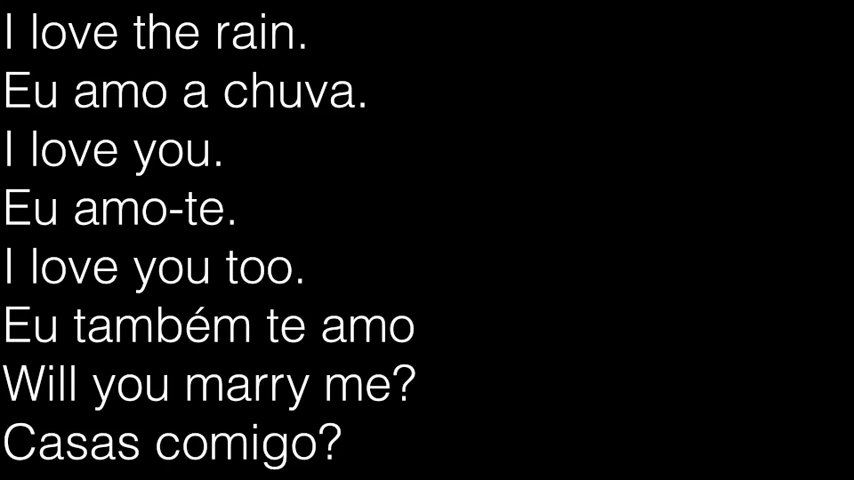 I love the rain.
Eu amo a chuva.
I love you.
Eu amo-te.
I love you too.
Eu também te amo
Will you marry me?
Casas comigo?